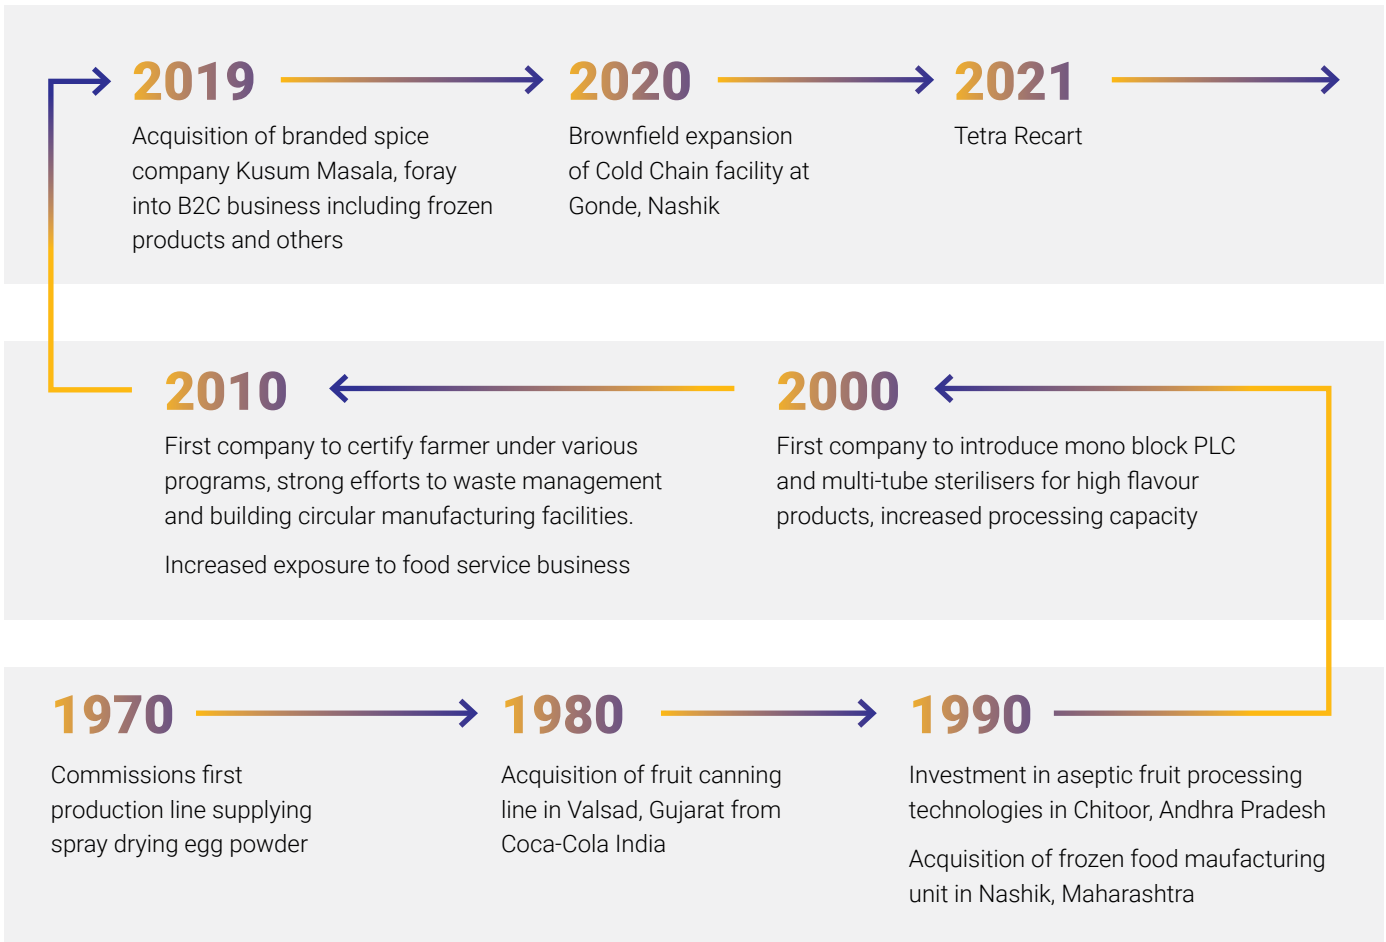 2019
Acquisition of branded spice
company Kusum Masala, foray
into B2C business including frozen
products and others
2020
Brownfield expansion
of Cold Chain facility at
Gonde, Nashik
2021
Tetra Recart
2010
First company to certify farmer under various
programs, strong efforts to waste management
and building circular manufacturing facilities.
Increased exposure to food service business
2000
First company to introduce mono block PLC
and multi-tube sterilisers for high flavour
products, increased processing capacity
1970
Commissions first
production line supplying
spray drying egg powder
1980
Acquisition of fruit canning
line in Valsad, Gujarat from
Coca-Cola India
1990
Investment in aseptic fruit processing
technologies in Chitoor, Andhra Pradesh
Acquisition of frozen food maufacturing
unit in Nashik, Maharashtra